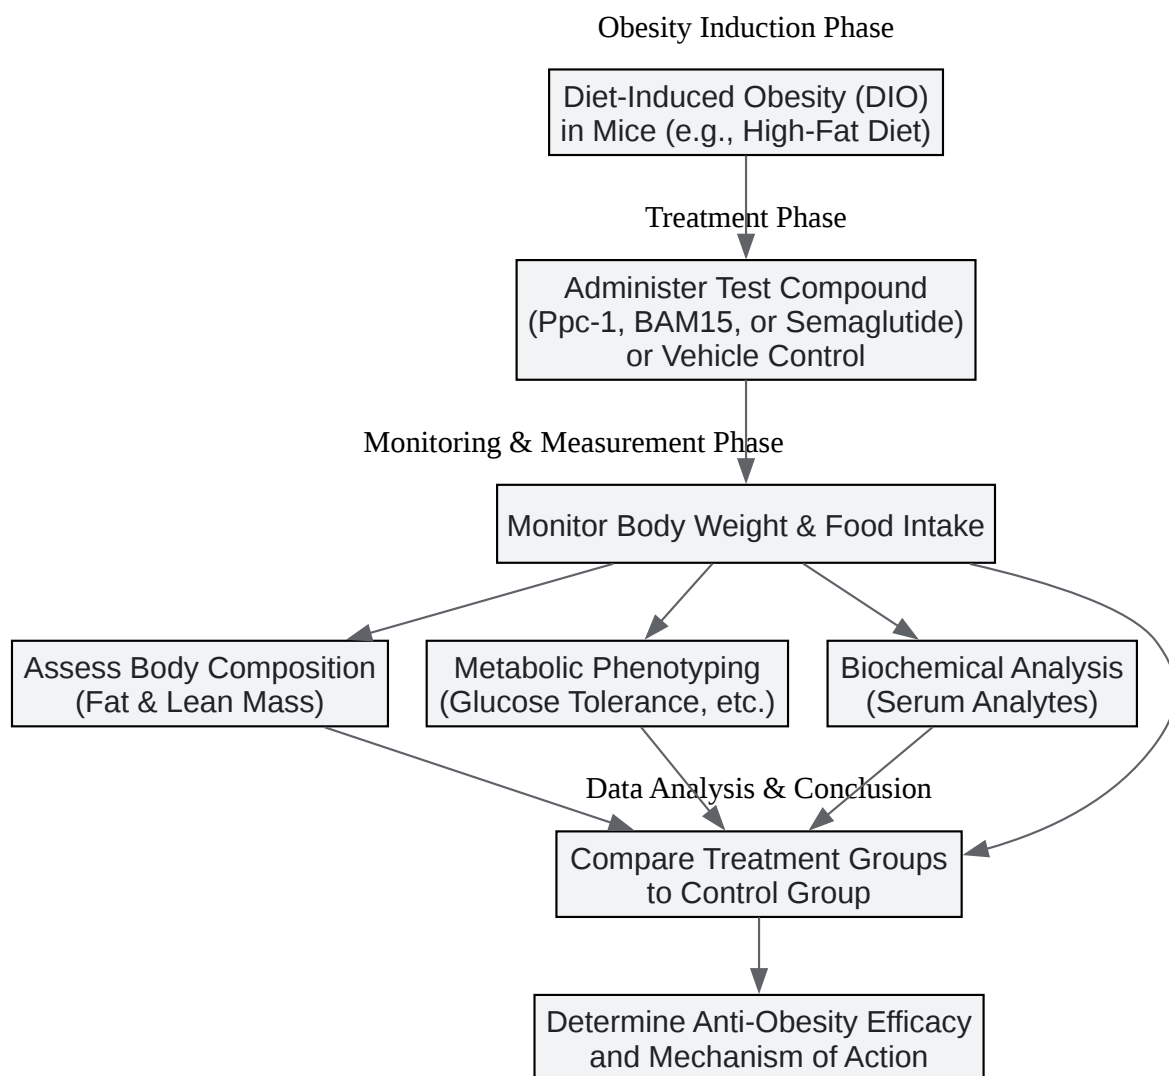 Obesity Induction Phase
Diet-Induced Obesity (DIO)
in Mice (e.g., High-Fat Diet)
Treatment Phase
Administer Test Compound
(Ppc-1, BAM15, or Semaglutide)
or Vehicle Control
Monitoring & Measurement Phase
Monitor Body Weight & Food Intake
Assess Body Composition
(Fat & Lean Mass)
Metabolic Phenotyping
(Glucose Tolerance, etc.)
Biochemical Analysis
(Serum Analytes)
Data Analysis & Conclusion
Compare Treatment Groups
to Control Group
Determine Anti-Obesity Efficacy
and Mechanism of Action